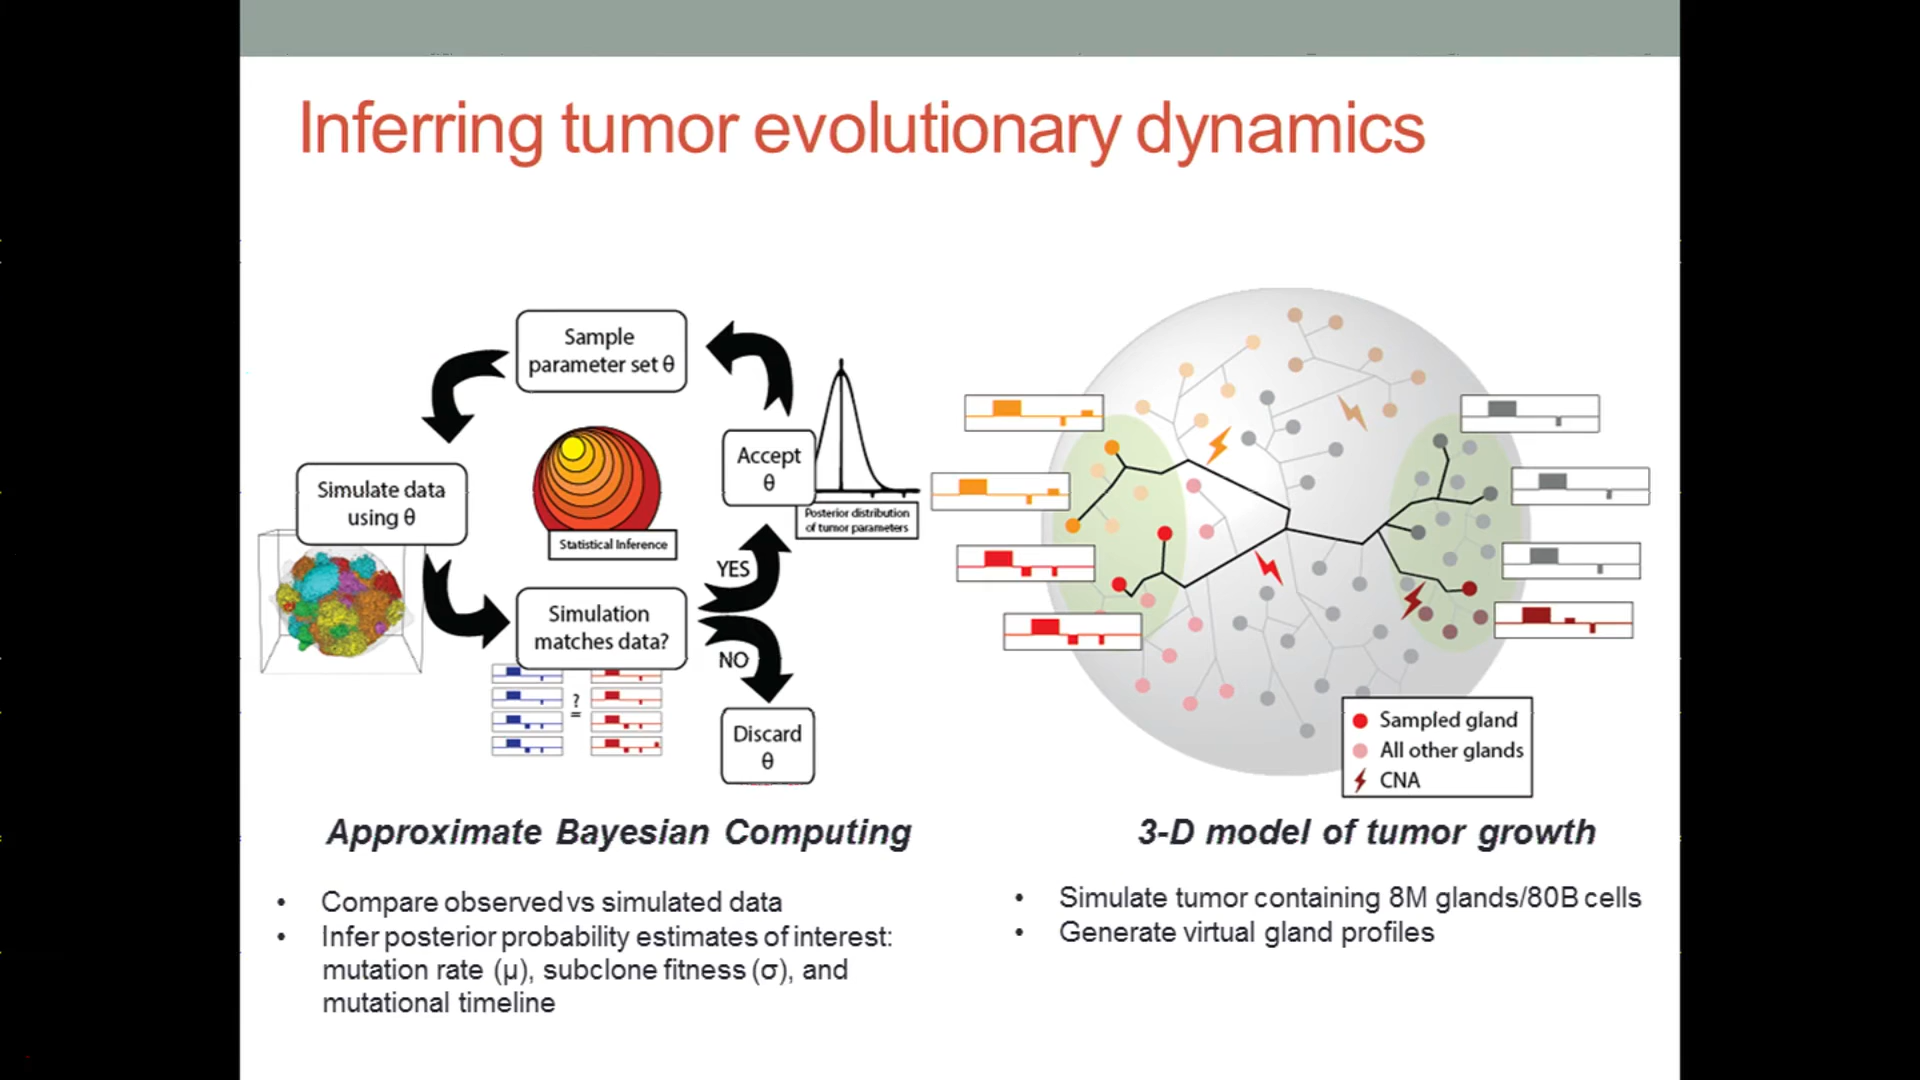 Inferring tumor evolutionary dynamics
Sample
parameter set θ
Simulate data
using θ
Statistical Inference
Accept
θ
Posterior distribution
of tumor parameters
YES
Simulation
matches data?
NO
?
=
Discard
θ
Sampled gland
All other glands
CNA
Approximate Bayesian Computing
• Compare observed vs simulated data
• Infer posterior probability estimates of interest:
mutation rate (μ), subclone fitness (σ), and
mutational timeline
3-D model of tumor growth
• Simulate tumor containing 8M glands/80B cells
• Generate virtual gland profiles